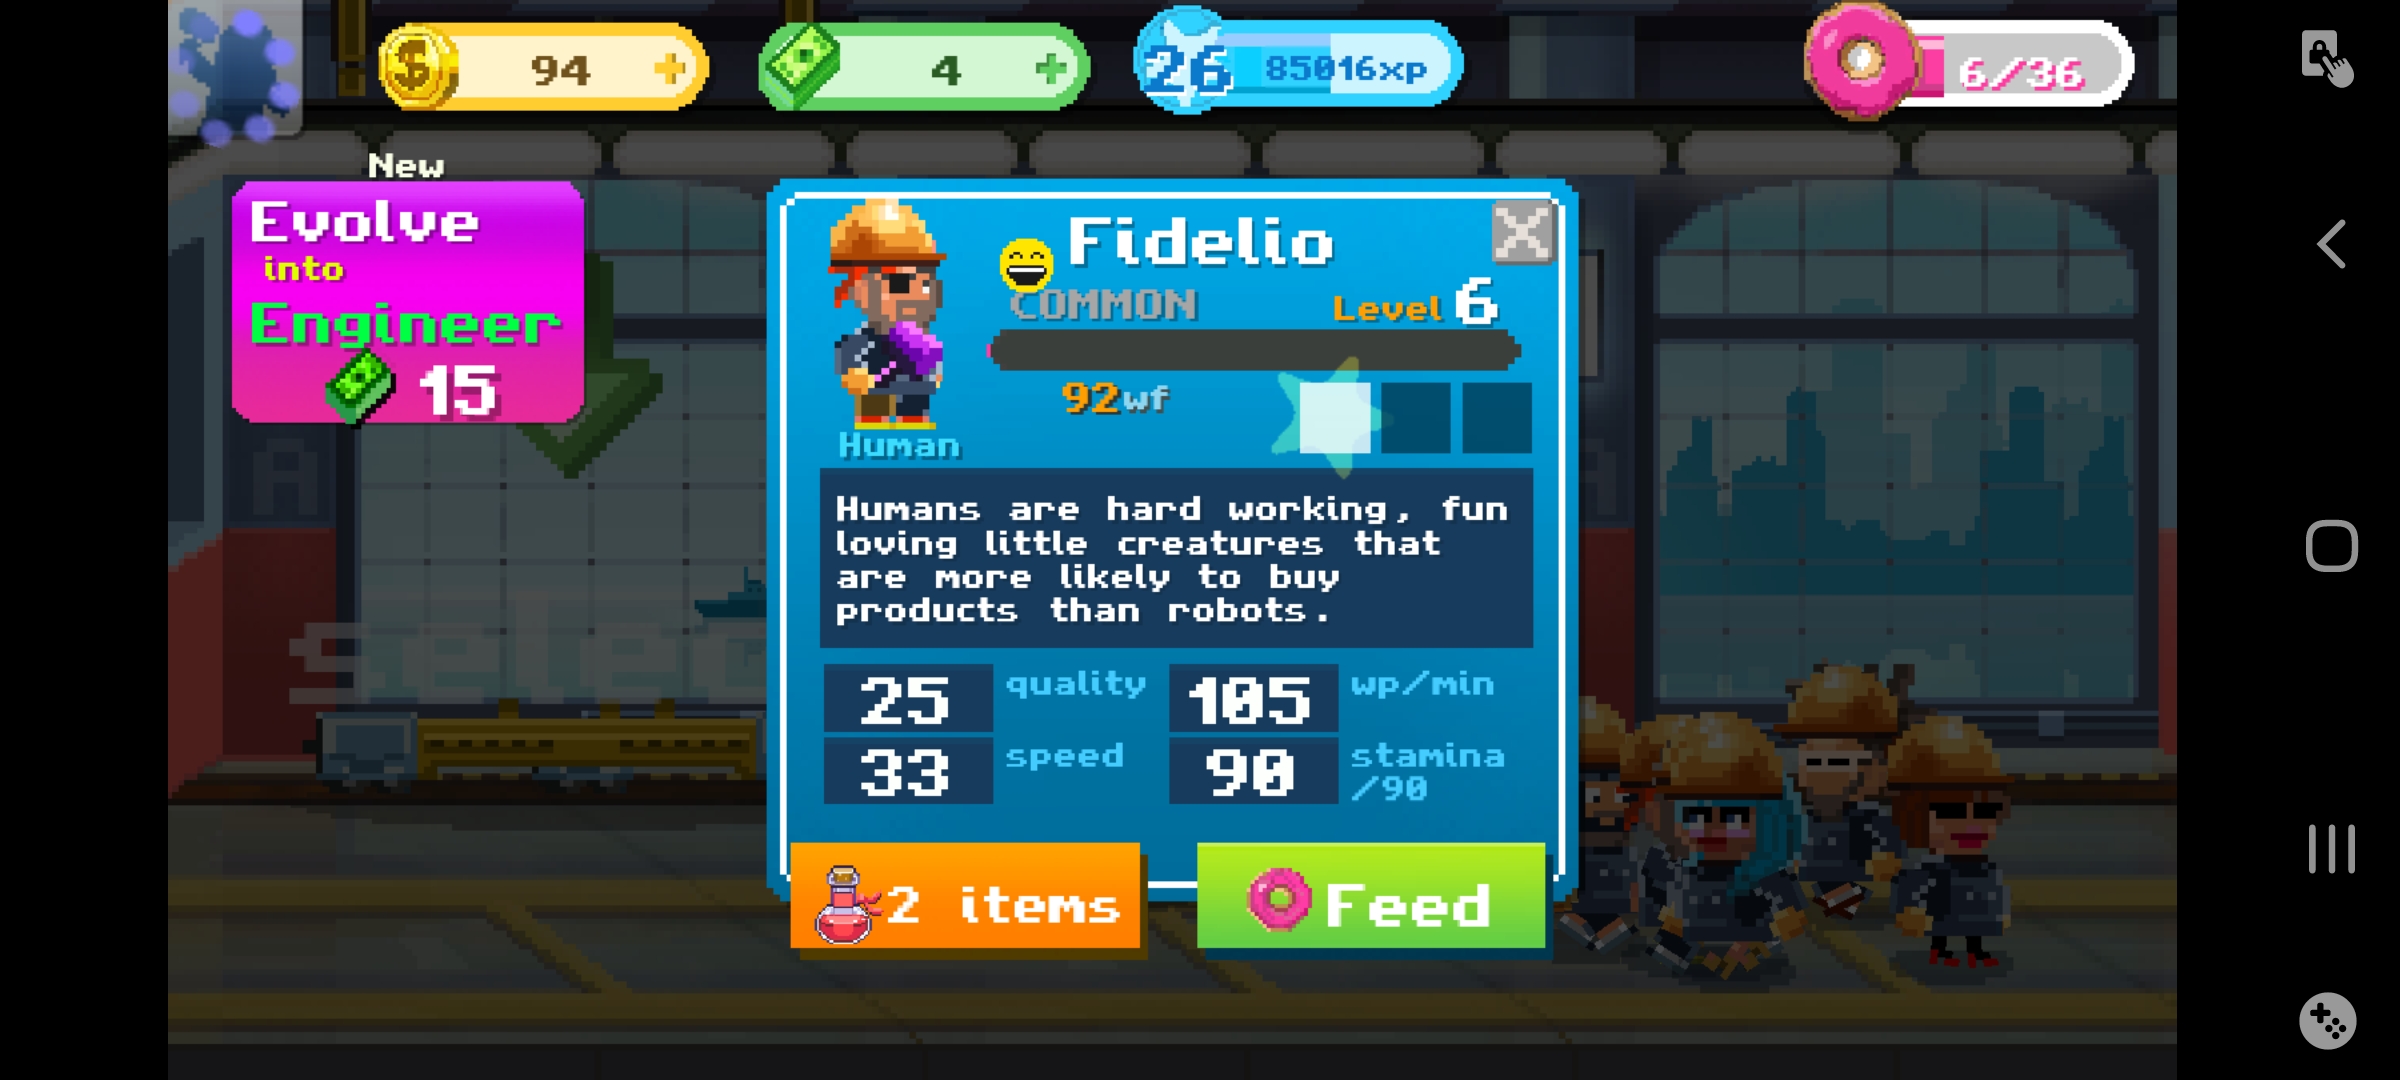 94
4
26 85016xp
6/36
New
Evolve
into
Engineer
15
Fidelio
COMMON
Level 6
92wf
Human
Humans are hard working, fun
loving little creatures that
are more likely to buy
products than robots.
25 quality
105 wp/min
33 speed
90 stamina
/90
2 items
Feed
Selec
A